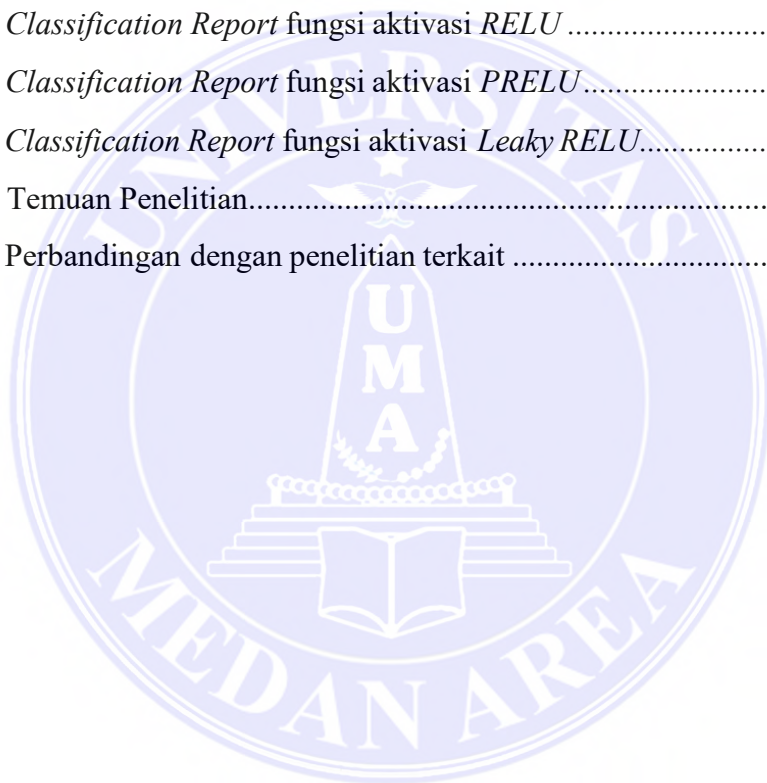 Classification Report fungsi aktivasi RELU ........................
Classification Report fungsi aktivasi PRELU ......................
Classification Report fungsi aktivasi Leaky RELU................
Temuan Penelitian..................................................................
Perbandingan dengan penelitian terkait ................................
UNIVERSITAS
UMA
MEDAN AREA